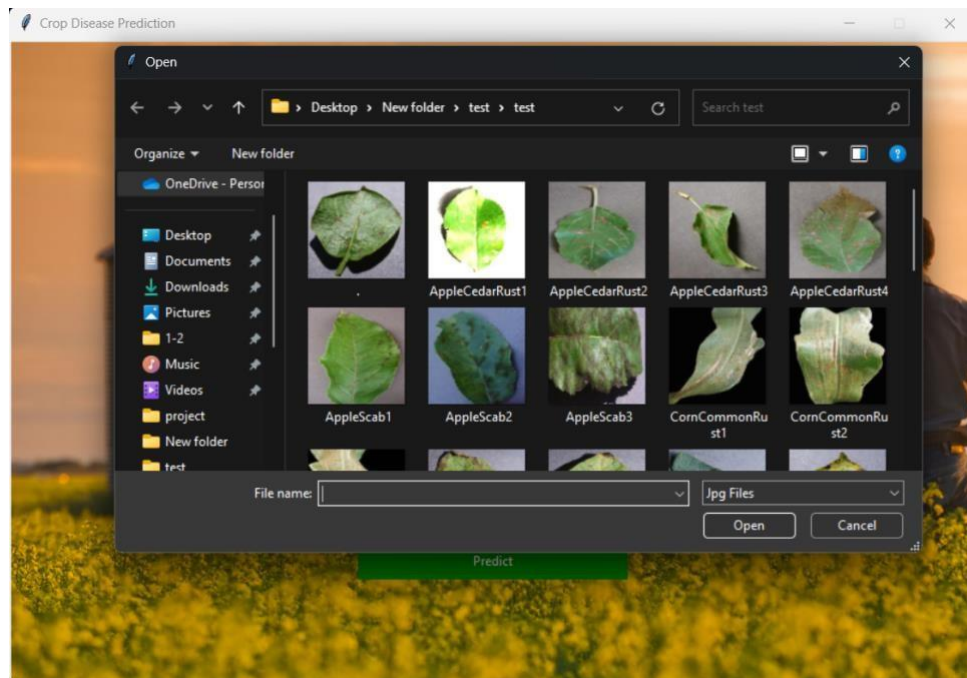 Crop Disease Prediction
Open
Desktop > New folder > test > test
Search test
Organize
New folder
OneDrive - Person
Desktop
Documents
Downloads
Pictures
1-2
Music
Videos
project
New folder
test
.
AppleCedarRust1
AppleCedarRust2
AppleCedarRust3
AppleCedarRust4
AppleScab1
AppleScab2
AppleScab3
CornCommonRu
st1
CornCommonRu
st2
File name:
Jpg Files
Open
Cancel
Predict